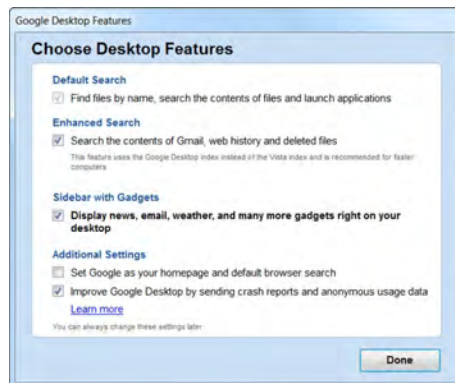 Google Desktop Features
Choose Desktop Features
Default Search
Find files by name, search the contents of files and launch applications
Enhanced Search
Search the contents of Gmail, web history and deleted files
This feature uses the Google Desktop index instead of the Vista index and is recommended for faster
computers
Sidebar with Gadgets
Display news, email, weather, and many more gadgets right on your
desktop
Additional Settings
Set Google as your homepage and default browser search
Improve Google Desktop by sending crash reports and anonymous usage data
Learn more
You can always change these settings later
Done